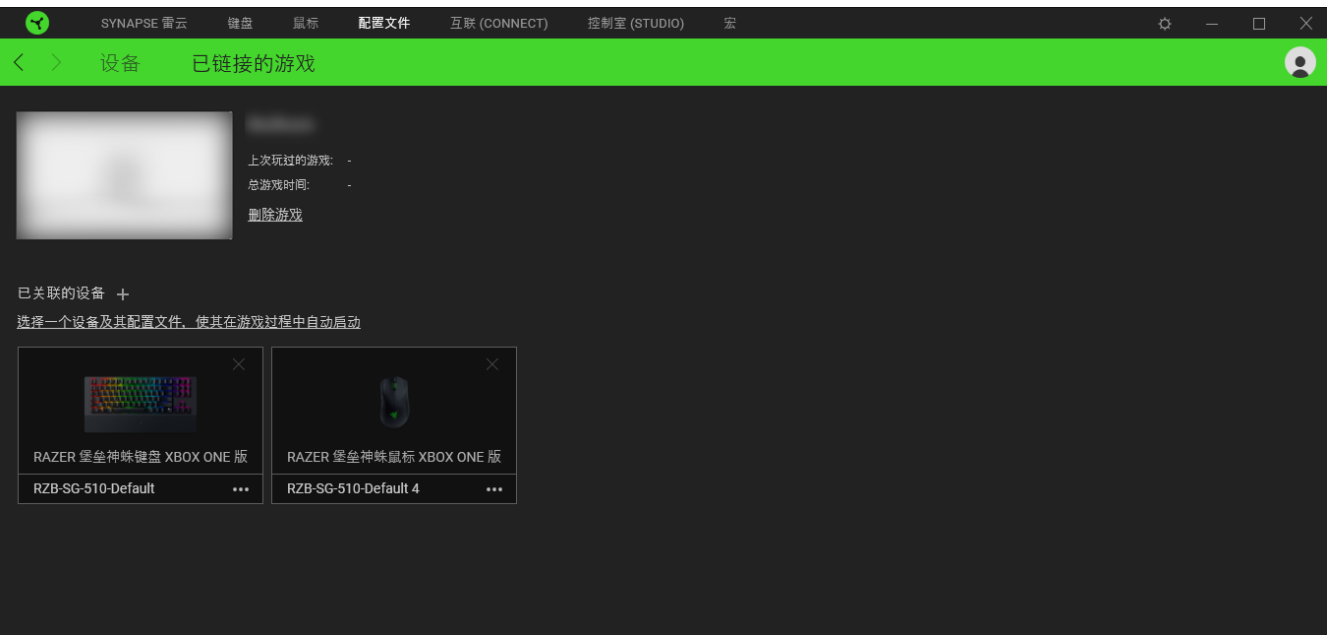 SYNAPSE 雷云 键盘 鼠标 配置文件 互联 (CONNECT) 控制室 (STUDIO) 宏
设备 已链接的游戏
上次玩过的游戏: -
总游戏时间: -
删除游戏
已关联的设备 +
选择一个设备及其配置文件，使其在游戏过程中自动启动
RAZER 堡垒神蛛键盘 XBOX ONE 版
RZB-SG-510-Default
RAZER 堡垒神蛛鼠标 XBOX ONE 版
RZB-SG-510-Default 4